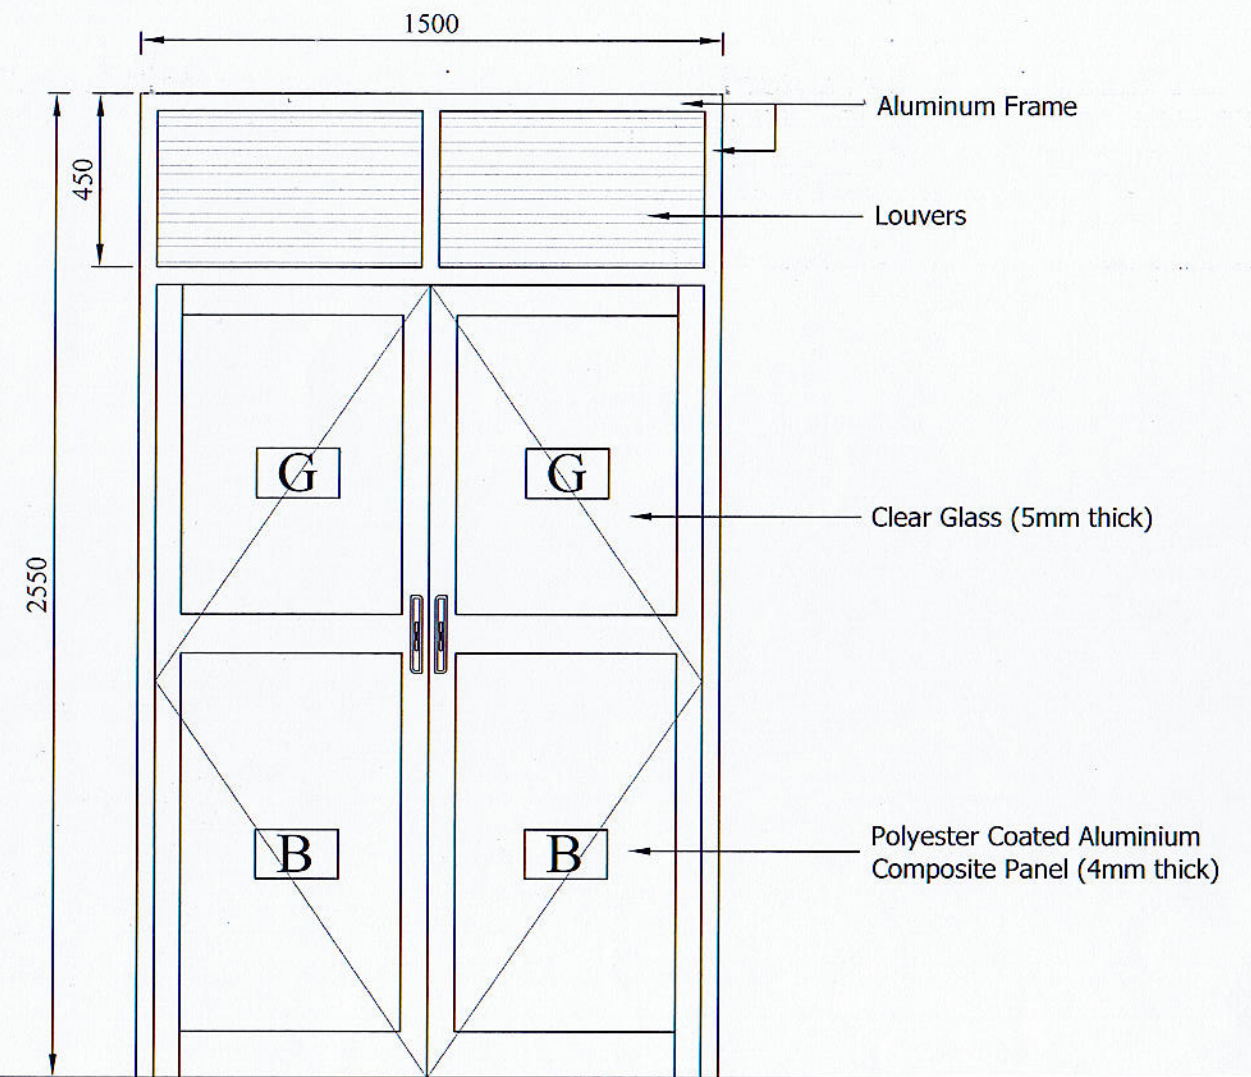 1500
Aluminum Frame
450
Louvers
G G
Clear Glass (5mm thick)
2550
B B
Polyester Coated Aluminium
Composite Panel (4mm thick)